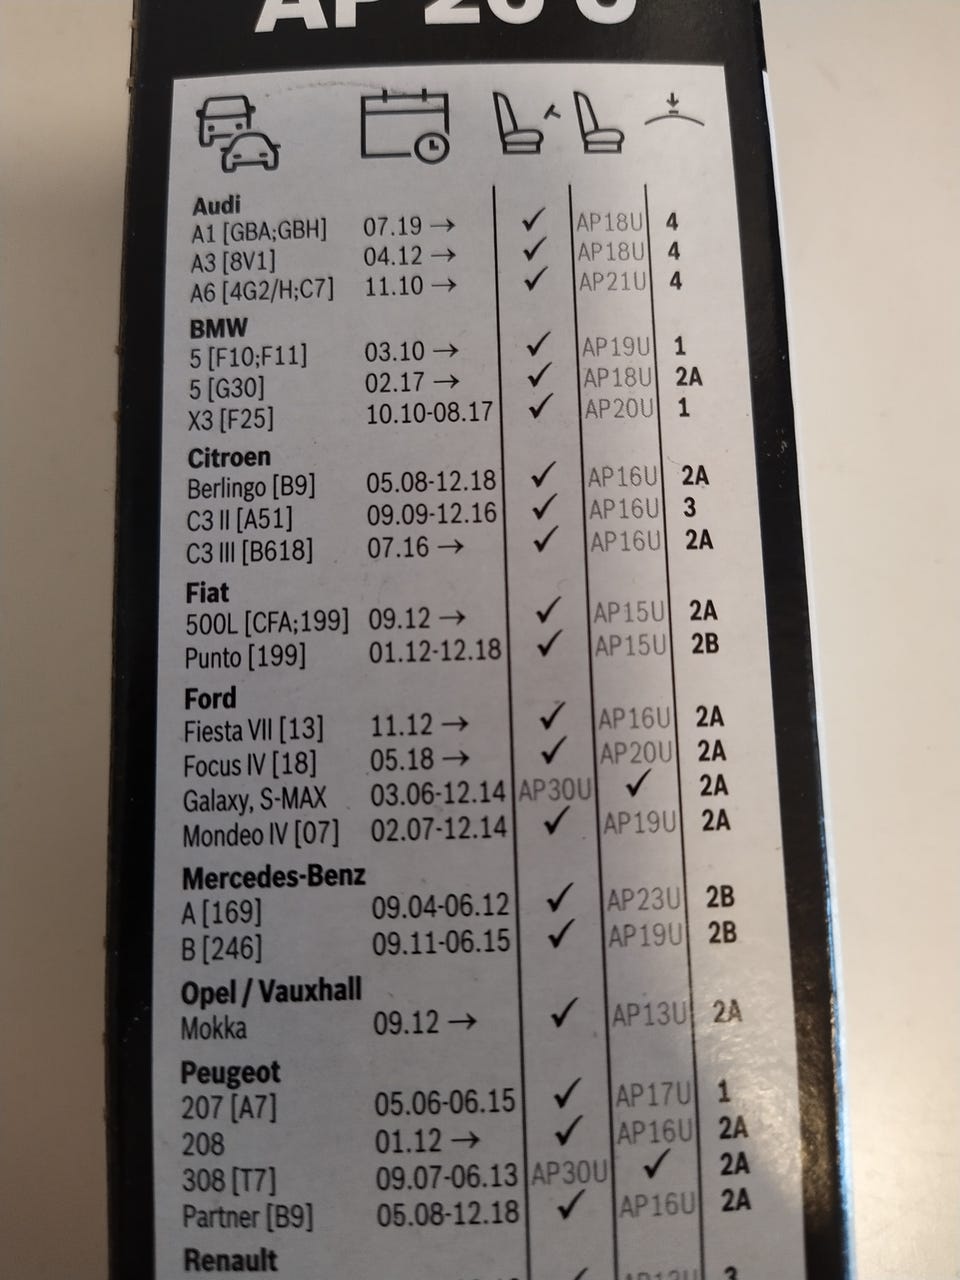 AP 26 U
Audi
A1 [GBA;GBH] 07.19 → ✓ AP18U 4
A3 [8V1] 04.12 → ✓ AP18U 4
A6 [4G2/H;C7] 11.10 → ✓ AP21U 4
BMW
5 [F10;F11] 03.10 → ✓ AP19U 1
5 [G30] 02.17 → ✓ AP18U 2A
X3 [F25] 10.10-08.17 ✓ AP20U 1
Citroen
Berlingo [B9] 05.08-12.18 ✓ AP16U 2A
C3 II [A51] 09.09-12.16 ✓ AP16U 3
C3 III [B618] 07.16 → ✓ AP16U 2A
Fiat
500L [CFA;199] 09.12 → ✓ AP15U 2A
Punto [199] 01.12-12.18 ✓ AP15U 2B
Ford
Fiesta VII [13] 11.12 → ✓ AP16U 2A
Focus IV [18] 05.18 → ✓ AP20U 2A
Galaxy, S-MAX 03.06-12.14 AP30U ✓ 2A
Mondeo IV [07] 02.07-12.14 ✓ AP19U 2A
Mercedes-Benz
A [169] 09.04-06.12 ✓ AP23U 2B
B [246] 09.11-06.15 ✓ AP19U 2B
Opel / Vauxhall
Mokka 09.12 → ✓ AP13U 2A
Peugeot
207 [A7] 05.06-06.15 ✓ AP17U 1
208 01.12 → ✓ AP16U 2A
308 [T7] 09.07-06.13 AP30U ✓ 2A
Partner [B9] 05.08-12.18 ✓ AP16U 2A
Renault